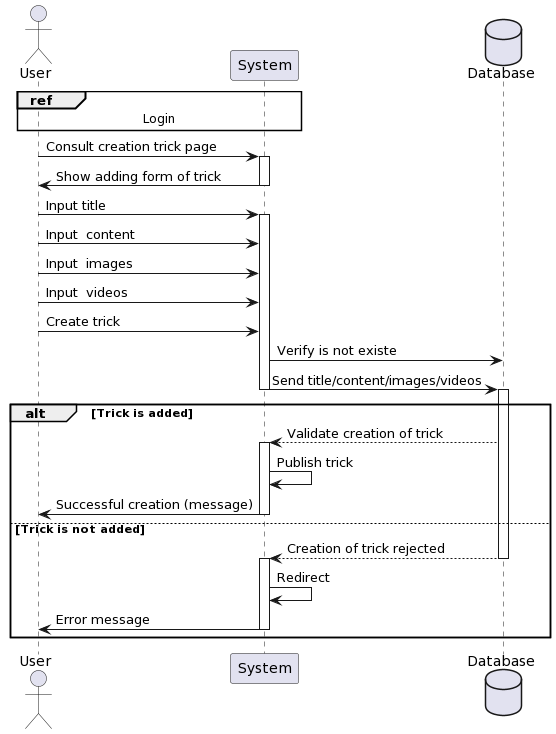 User
System
Database
ref
Login
Consult creation trick page
Show adding form of trick
Input title
Input  content
Input  images
Input  videos
Create trick
Verify is not existe
Send title/content/images/videos
alt [Trick is added]
Validate creation of trick
Publish trick
Successful creation (message)
[Trick is not added]
Creation of trick rejected
Redirect
Error message
User
System
Database